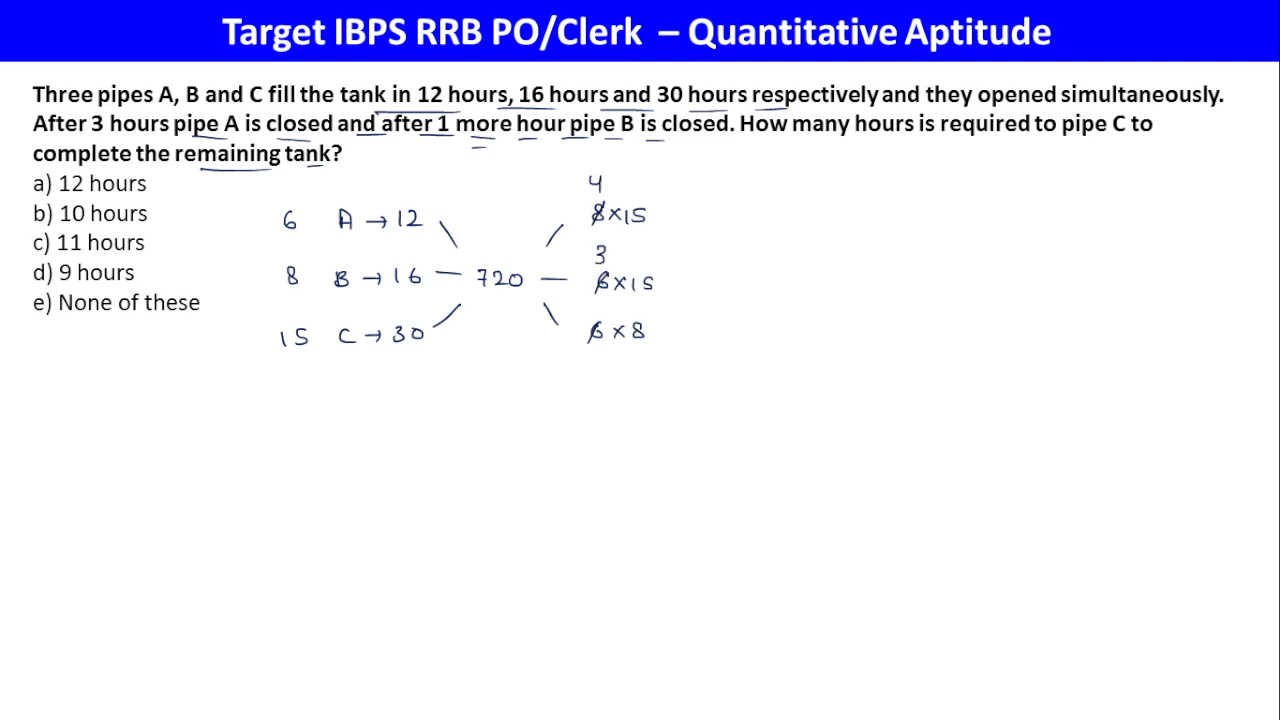 Target IBPS RRB PO/Clerk – Quantitative Aptitude
Three pipes A, B and C fill the tank in 12 hours, 16 hours and 30 hours respectively and they opened simultaneously.
After 3 hours pipe A is closed and after 1 more hour pipe B is closed. How many hours is required to pipe C to
complete the remaining tank?
a) 12 hours
b) 10 hours
c) 11 hours
d) 9 hours
e) None of these
4
6 A → 12 8×15
3
8 B → 16 720 6×15
15 C → 30 6×8